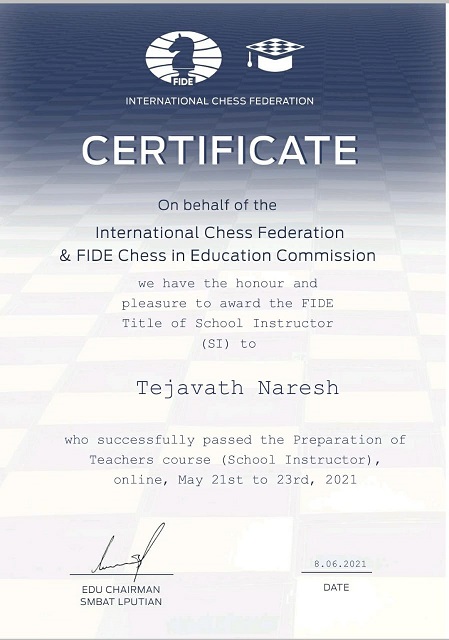 FIDE
INTERNATIONAL CHESS FEDERATION
CERTIFICATE
On behalf of the
International Chess Federation
& FIDE Chess in Education Commission
we have the honour and
pleasure to award the FIDE
Title of School Instructor
(SI) to
Tejavath Naresh
who successfully passed the Preparation of
Teachers course (School Instructor),
online, May 21st to 23rd, 2021
EDU CHAIRMAN
SMBAT LPUTIAN
8.06.2021
DATE